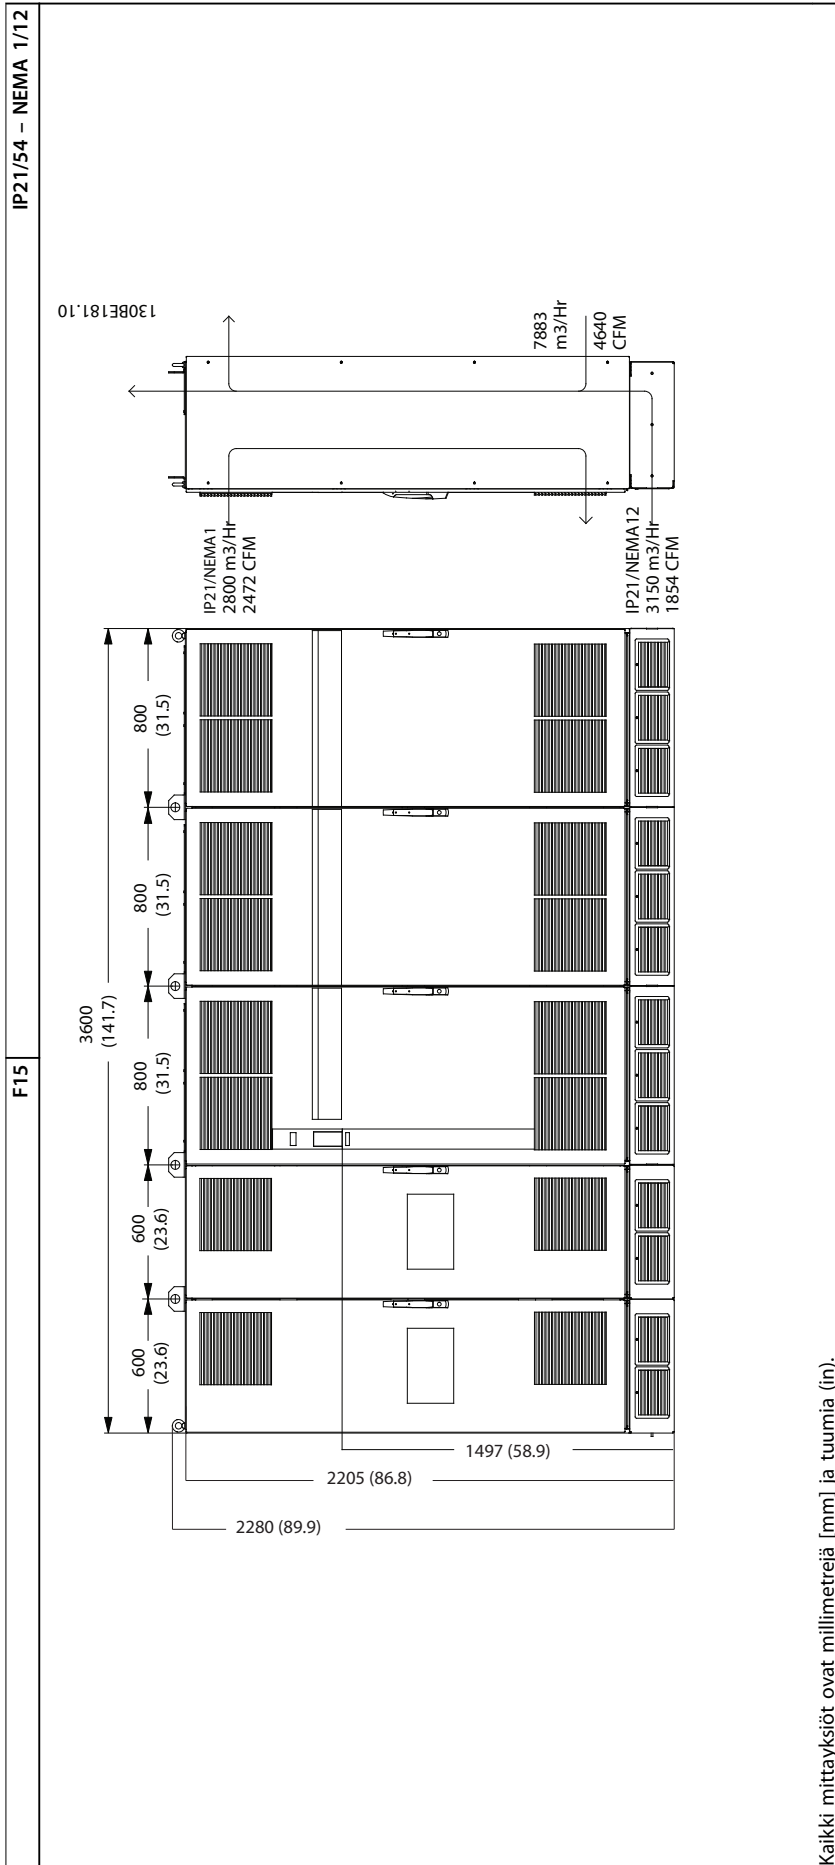 IP21/54 – NEMA 1/12
F15
130BE181.10
7883
m3/Hr
4640
CFM
IP21/NEMA1
2800 m3/Hr
2472 CFM
IP21/NEMA12
3150 m3/Hr
1854 CFM
800
(31.5)
800
(31.5)
3600
(141.7)
800
(31.5)
600
(23.6)
600
(23.6)
1497 (58.9)
2205 (86.8)
2280 (89.9)
Kaikki mittayksiöt ovat millimetrejä [mm] ja tuumia (in).